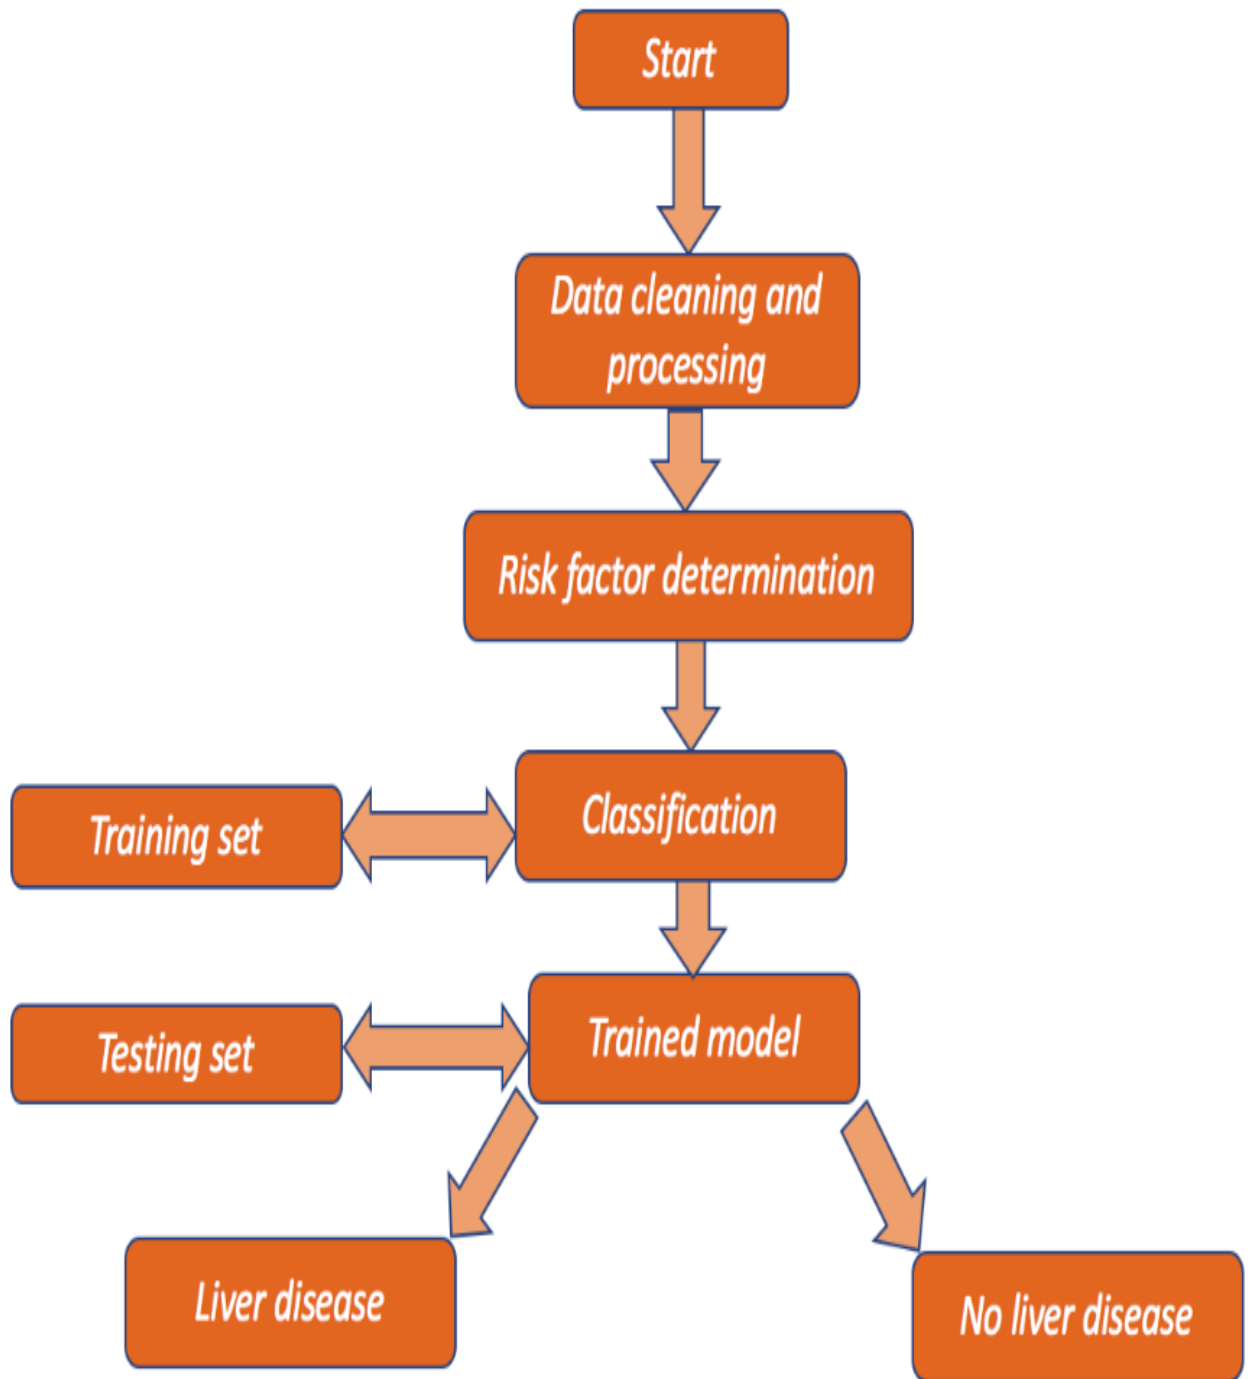 Start
Data cleaning and
processing
Risk factor determination
Classification
Training set
Trained model
Testing set
Liver disease
No liver disease